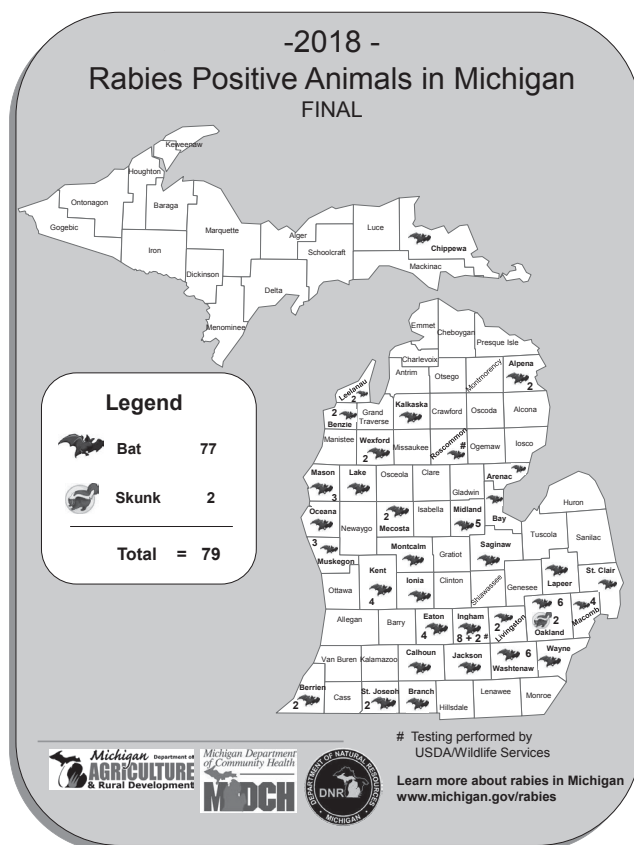 -2018 -
Rabies Positive Animals in Michigan
FINAL
Keweenaw
Houghton
Ontonagon
Baraga
Gogebic
Marquette
Iron
Dickinson
Menominee
Delta
Alger
Schoolcraft
Luce
Chippewa
Mackinac
Emmet
Cheboygan
Presque Isle
Charlevoix
Antrim
Otsego
Montmorency
Alpena
2
Leelanau
2
2
Benzie
Grand
Traverse
Kalkaska
Crawford
Oscoda
Alcona
Manistee
Wexford
2
Missaukee
Roscommon
#
Ogemaw
Iosco
Mason
3
Lake
Osceola
Clare
Gladwin
Arenac
Oceana
Newaygo
2
Mecosta
Isabella
Midland
5
Bay
Huron
3
Muskegon
Montcalm
Gratiot
Saginaw
Tuscola
Sanilac
Ottawa
Kent
4
Ionia
Clinton
Shiawassee
Genesee
Lapeer
St. Clair
Allegan
Barry
Eaton
4
Ingham
8 + 2 #
2
Livingston
6
2
Oakland
4
Macomb
Van Buren
Kalamazoo
Calhoun
Jackson
6
Washtenaw
Wayne
Berrien
2
Cass
St. Joseph
2
Branch
Hillsdale
Lenawee
Monroe
Legend
Bat 77
Skunk 2
Total = 79
# Testing performed by
USDA/Wildlife Services
Learn more about rabies in Michigan
www.michigan.gov/rabies
Michigan Department of
AGRICULTURE
& Rural Development
Michigan Department
of Community Health
MDCH
DEPARTMENT OF NATURAL RESOURCES
DNR
MICHIGAN